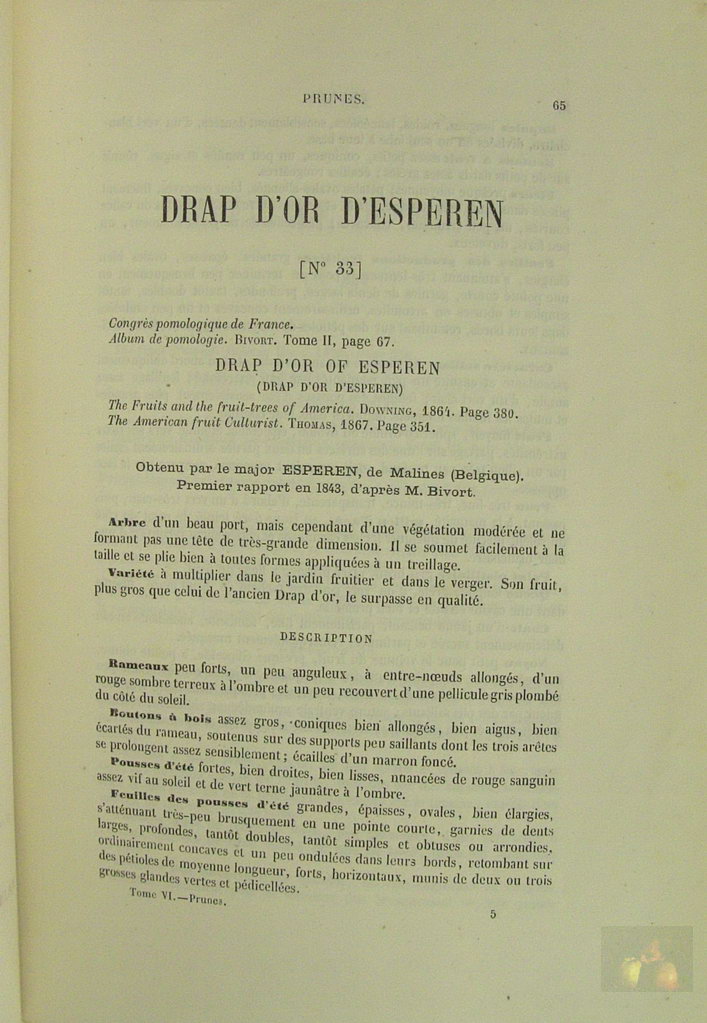 PRUNES.
65
DRAP D'OR D'ESPEREN
[N° 33]
Congrès pomologique de France.
Album de pomologie. BIVORT. Tome II, page 67.
DRAP D'OR OF ESPEREN
(DRAP D'OR D'ESPEREN)
The Fruits and the fruit-trees of America. DOWNING, 1864. Page 380.
The American fruit Culturist. THOMAS, 1867. Page 351.
Obtenu par le major ESPEREN, de Malines (Belgique).
Premier rapport en 1843, d'après M. Bivort.
Arbre d'un beau port, mais cependant d'une végétation modérée et ne
formant pas une tête de très-grande dimension. Il se soumet facilement à la
taille et se plie bien à toutes formes appliquées à un treillage.
Variété à multiplier dans le jardin fruitier et dans le verger. Son fruit,
plus gros que celui de l'ancien Drap d'or, le surpasse en qualité.
DESCRIPTION
Rameaux peu forts, un peu anguleux, à entre-nœuds allongés, d'un
rouge sombre terreux à l'ombre et un peu recouvert d'une pellicule gris plombé
du côté du soleil.
Boutons à bois assez gros, coniques bien allongés, bien aigus, bien
écartés du rameau, soutenus sur des supports peu saillants dont les trois arêtes
se prolongent assez sensiblement ; écailles d'un marron foncé.
Pousses d'été fortes, bien droites, bien lisses, nuancées de rouge sanguin
assez vif au soleil et de vert terne jaunâtre à l'ombre.
Feuilles des pousses d'été grandes, épaisses, ovales, bien élargies,
s'atténuant très-peu brusquement en une pointe courte, garnies de dents
larges, profondes, tantôt doubles, tantôt simples et obtuses ou arrondies,
ordinairement concaves et un peu ondulées dans leurs bords, retombant sur
des pétioles de moyenne longueur, forts, horizontaux, munis de deux ou trois
grosses glandes vertes et pédicellées.
Tome VI.—Prunes.
5